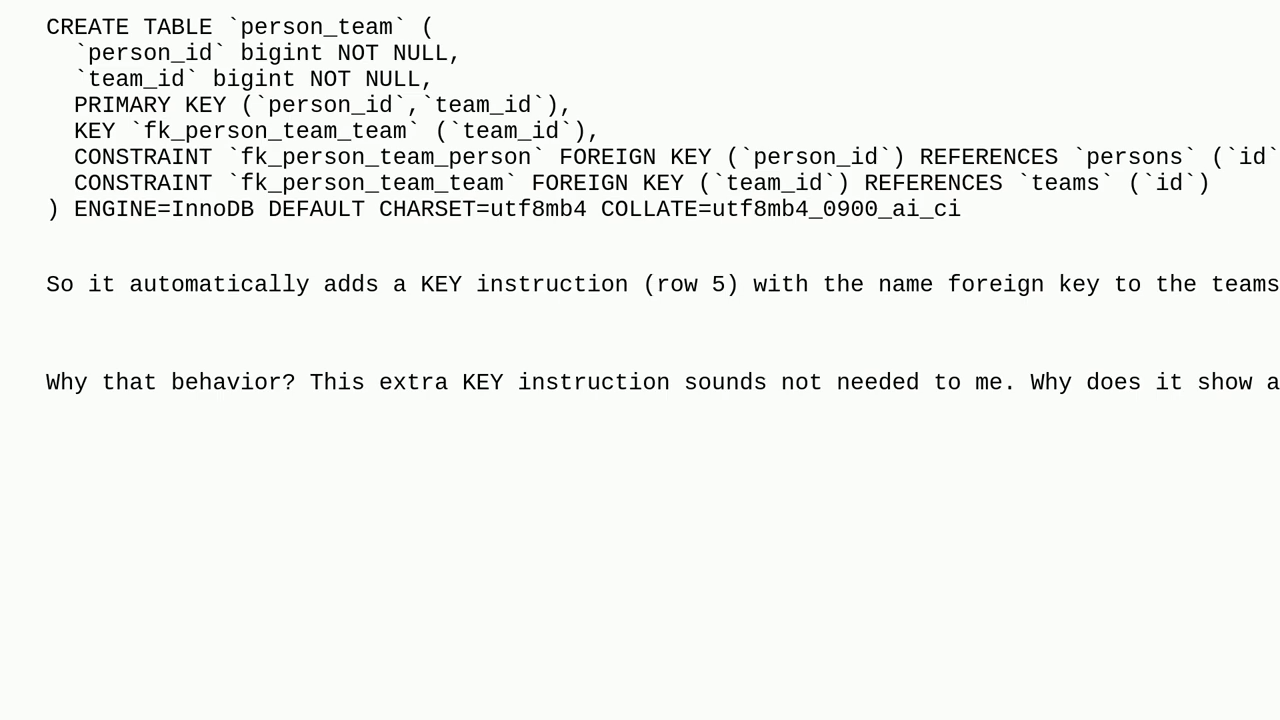 CREATE TABLE `person_team` (
  `person_id` bigint NOT NULL,
  `team_id` bigint NOT NULL,
  PRIMARY KEY (`person_id`,`team_id`),
  KEY `fk_person_team_team` (`team_id`),
  CONSTRAINT `fk_person_team_person` FOREIGN KEY (`person_id`) REFERENCES `persons` (`id`
  CONSTRAINT `fk_person_team_team` FOREIGN KEY (`team_id`) REFERENCES `teams` (`id`)
) ENGINE=InnoDB DEFAULT CHARSET=utf8mb4 COLLATE=utf8mb4_0900_ai_ci
So it automatically adds a KEY instruction (row 5) with the name foreign key to the teams
Why that behavior? This extra KEY instruction sounds not needed to me. Why does it show a